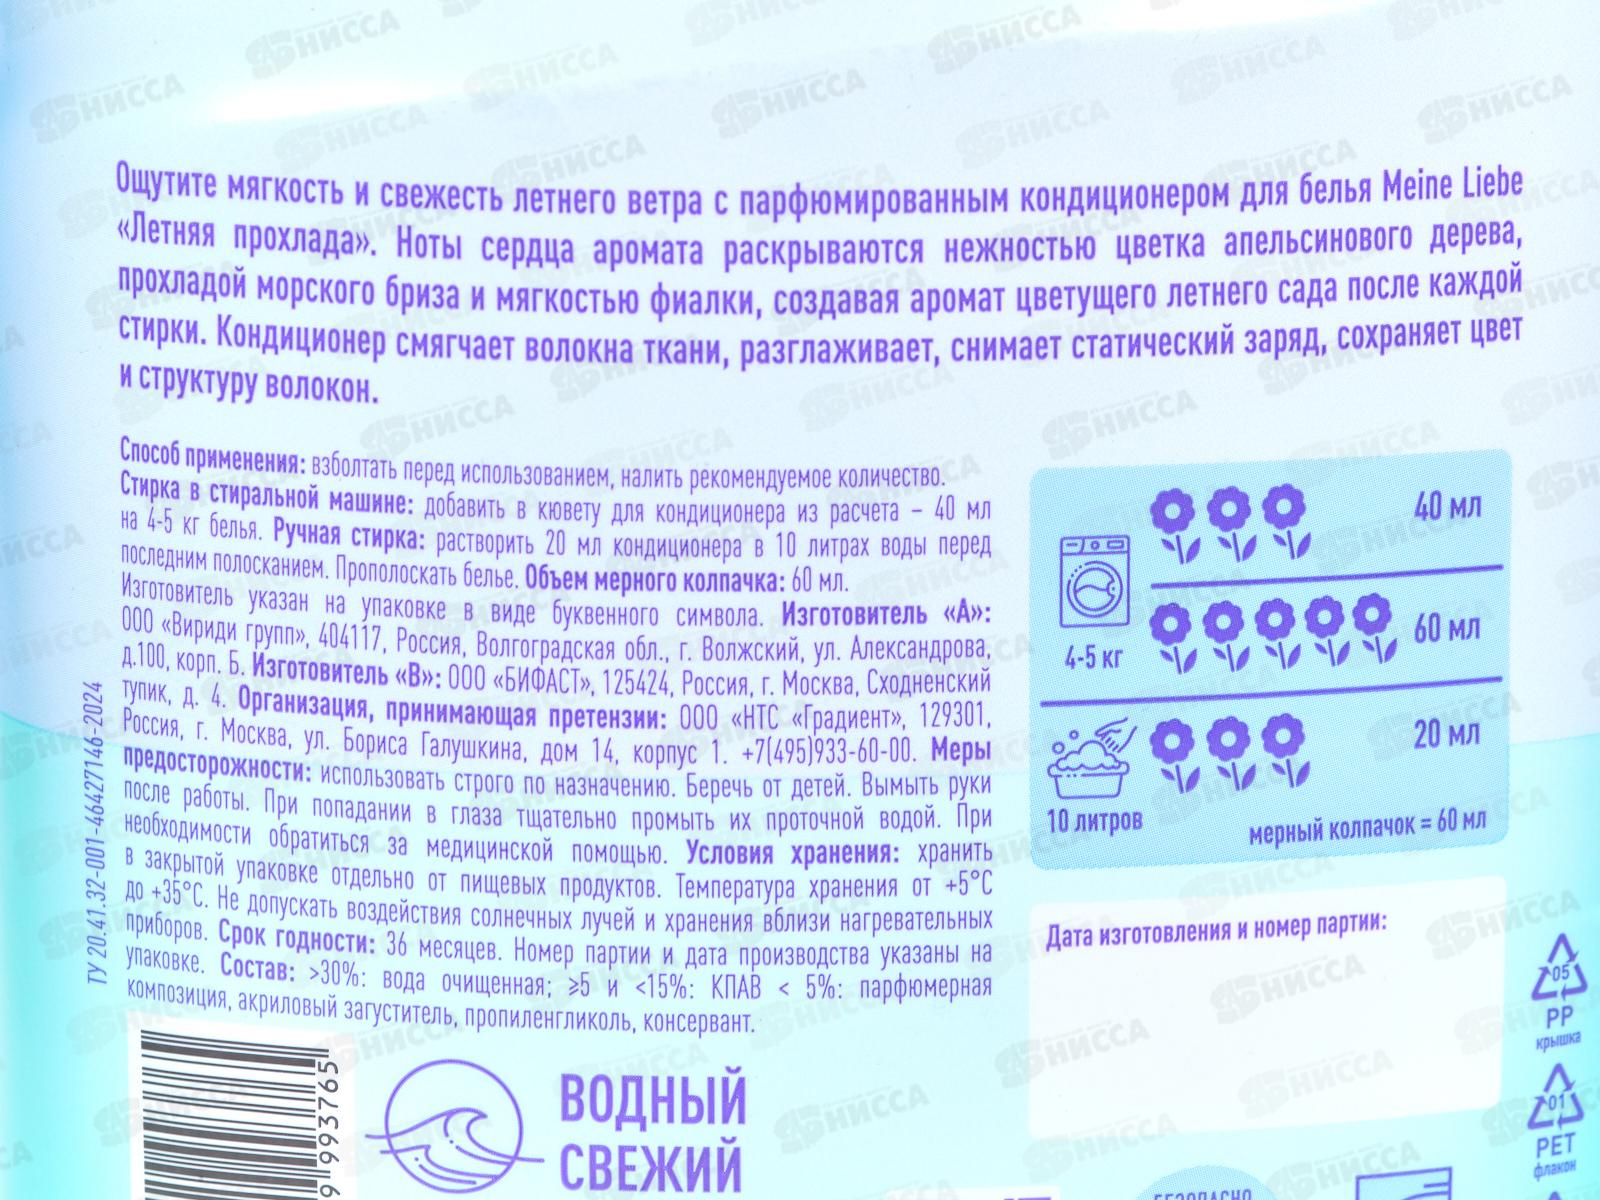 Ощутите мягкость и свежесть летнего ветра с парфюмированным кондиционером для белья Meine Liebe
«Летняя прохлада». Ноты сердца аромата раскрываются нежностью цветка апельсинового дерева,
прохладой морского бриза и мягкостью фиалки, создавая аромат цветущего летнего сада после каждой
стирки. Кондиционер смягчает волокна ткани, разглаживает, снимает статический заряд, сохраняет цвет
и структуру волокон.
Способ применения: взболтать перед использованием, налить рекомендуемое количество.
Стирка в стиральной машине: добавить в кювету для кондиционера из расчета – 40 мл
на 4-5 кг белья. Ручная стирка: растворить 20 мл кондиционера в 10 литрах воды перед
последним полосканием. Прополоскать белье. Объем мерного колпачка: 60 мл.
Изготовитель указан на упаковке в виде буквенного символа. Изготовитель «А»:
ООО «Вириди групп», 404117, Россия, Волгоградская обл., г. Волжский, ул. Александрова,
д.100, корп. Б. Изготовитель «В»: ООО «БИФАСТ», 125424, Россия, г. Москва, Сходненский
тупик, д. 4. Организация, принимающая претензии: ООО «НТС «Градиент», 129301,
Россия, г. Москва, ул. Бориса Галушкина, дом 14, корпус 1. +7(495)933-60-00. Меры
предосторожности: использовать строго по назначению. Беречь от детей. Вымыть руки
после работы. При попадании в глаза тщательно промыть их проточной водой. При
необходимости обратиться за медицинской помощью. Условия хранения: хранить
в закрытой упаковке отдельно от пищевых продуктов. Температура хранения от +5°С
до +35°С. Не допускать воздействия солнечных лучей и хранения вблизи нагревательных
приборов. Срок годности: 36 месяцев. Номер партии и дата производства указаны на
упаковке. Состав: >30%: вода очищенная; ≥5 и <15%: КПАВ < 5%: парфюмерная
композиция, акриловый загуститель, пропиленгликоль, консервант.
ТУ 20.41.32-001-46427146-2024
40 мл
60 мл
4-5 кг
20 мл
10 литров
мерный колпачок = 60 мл
Дата изготовления и номер партии:
05
PP
крышка
01
PET
флакон
9 993765
ВОДНЫЙ
СВЕЖИЙ
БЕЗОПАСНО
НИССА